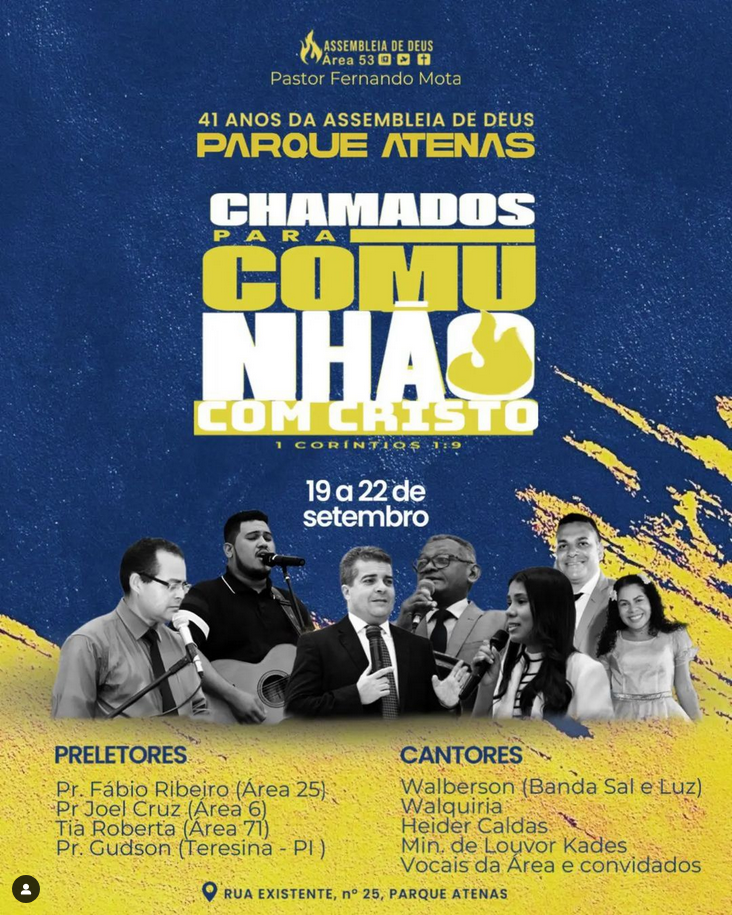 ASSEMBLEIA DE DEUS
Área 53
Pastor Fernando Mota
41 ANOS DA ASSEMBLEIA DE DEUS
PARQUE ATENAS
CHAMADOS
PARA
COMU
NHÃO
COM CRISTO
1 CORÍNTIOS 1:9
19 a 22 de
setembro
PRELETORES
Pr. Fábio Ribeiro (Área 25)
Pr Joel Cruz (Área 6)
Tia Roberta (Área 71)
Pr. Gudson (Teresina - PI )
CANTORES
Walberson (Banda Sal e Luz)
Walquiria
Heider Caldas
Min. de Louvor Kades
Vocais da Área e convidados
RUA EXISTENTE, nº 25, PARQUE ATENAS